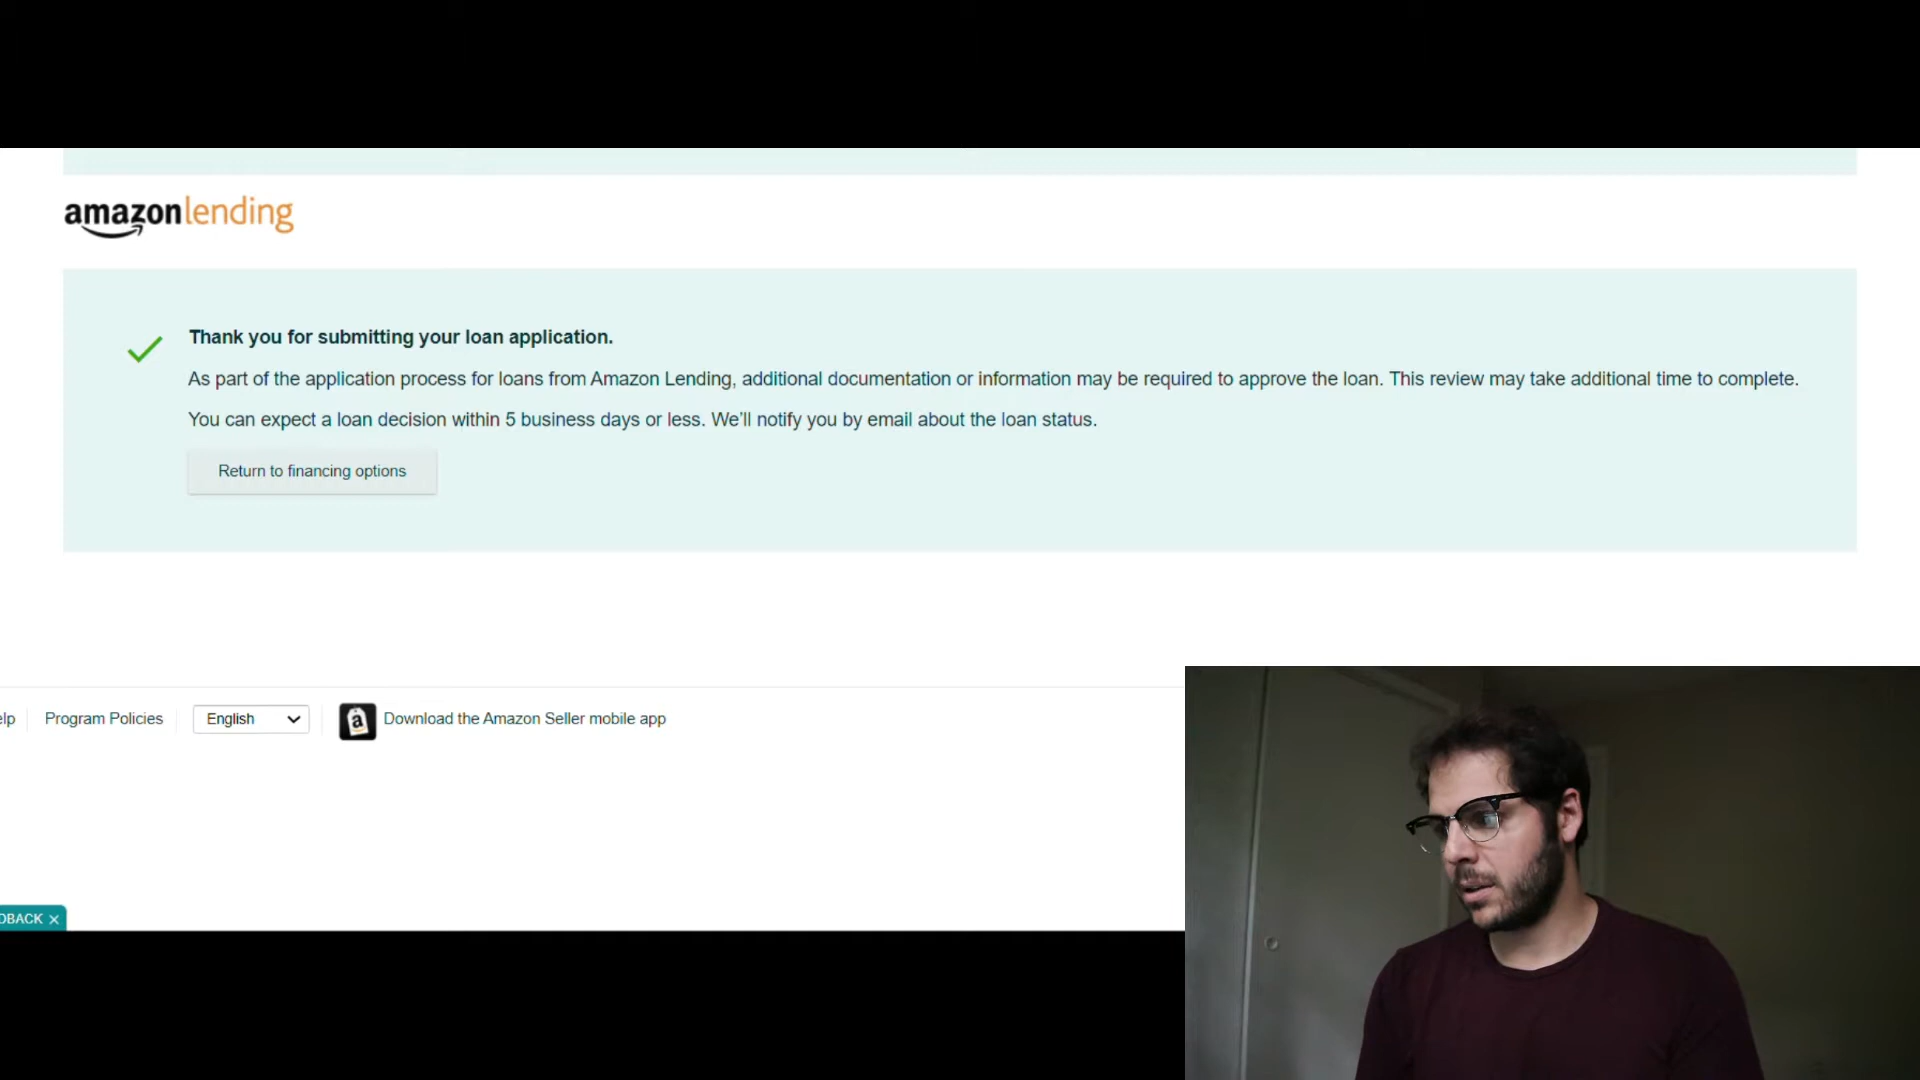 amazonlending
Thank you for submitting your loan application.
As part of the application process for loans from Amazon Lending, additional documentation or information may be required to approve the loan. This review may take additional time to complete.
You can expect a loan decision within 5 business days or less. We'll notify you by email about the loan status.
Return to financing options
elp Program Policies English Download the Amazon Seller mobile app
DBACK